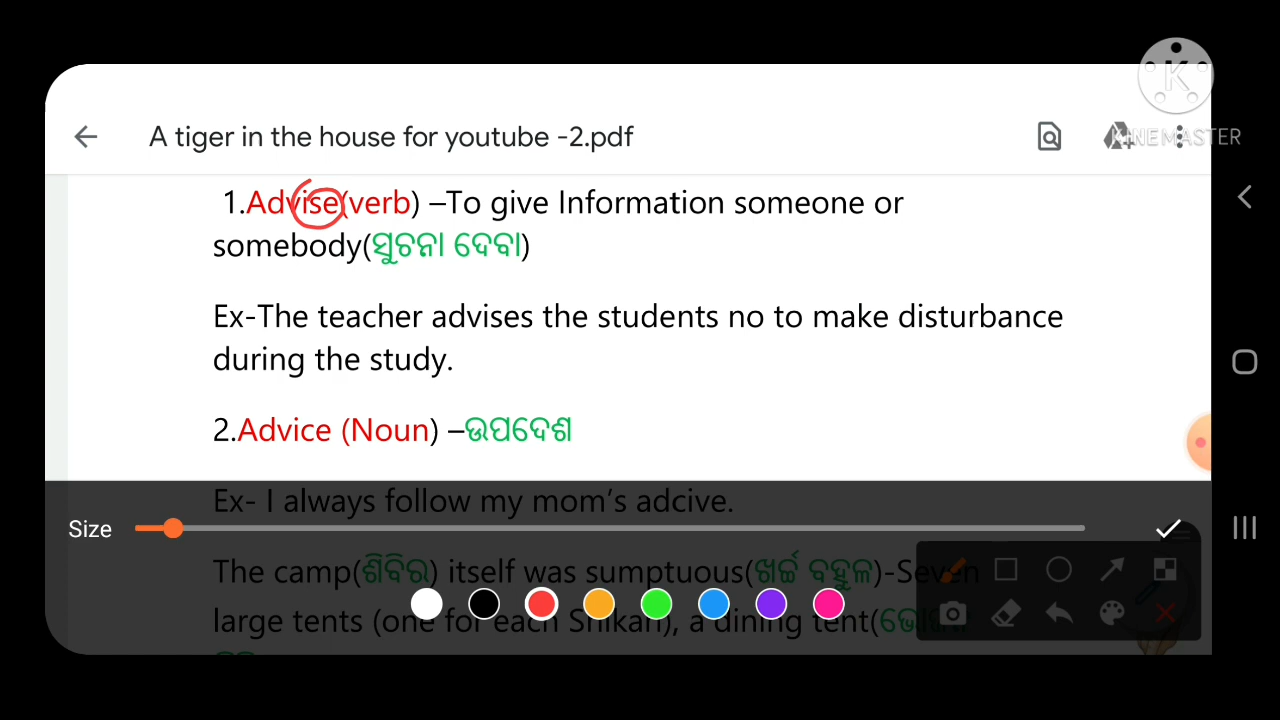 A tiger in the house for youtube -2.pdf
K
KINEMASTER
1.Advise(verb) –To give Information someone or
somebody(ସୁଚନା ଦେବା)
Ex-The teacher advises the students no to make disturbance
during the study.
2.Advice (Noun) –ଉପଦେଶ
Ex- I always follow my mom’s adcive.
Size
The camp(ଶିବିର) itself was sumptuous(ଖର୍ଚ୍ଚ ବହୁଳ)-Seven
large tents (one for each Shikari), a dining tent(